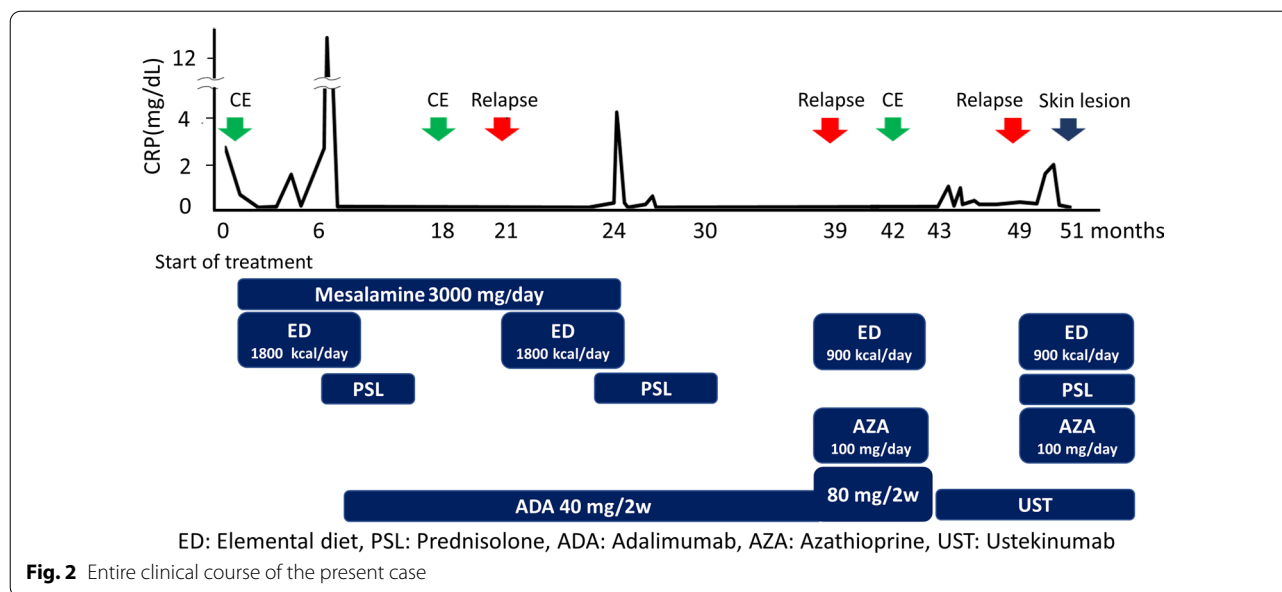 12
CRP(mg/dL)
CE CE Relapse Relapse CE Relapse Skin lesion
4
2
0
0 6 18 21 24 30 39 42 43 49 51 months
Start of treatment
Mesalamine 3000 mg/day
ED ED ED ED
1800 kcal/day 1800 kcal/day 900 kcal/day 900 kcal/day
PSL PSL PSL
AZA AZA
100 mg/day 100 mg/day
80 mg/2w
ADA 40 mg/2w UST
ED: Elemental diet, PSL: Prednisolone, ADA: Adalimumab, AZA: Azathioprine, UST: Ustekinumab
Fig. 2 Entire clinical course of the present case